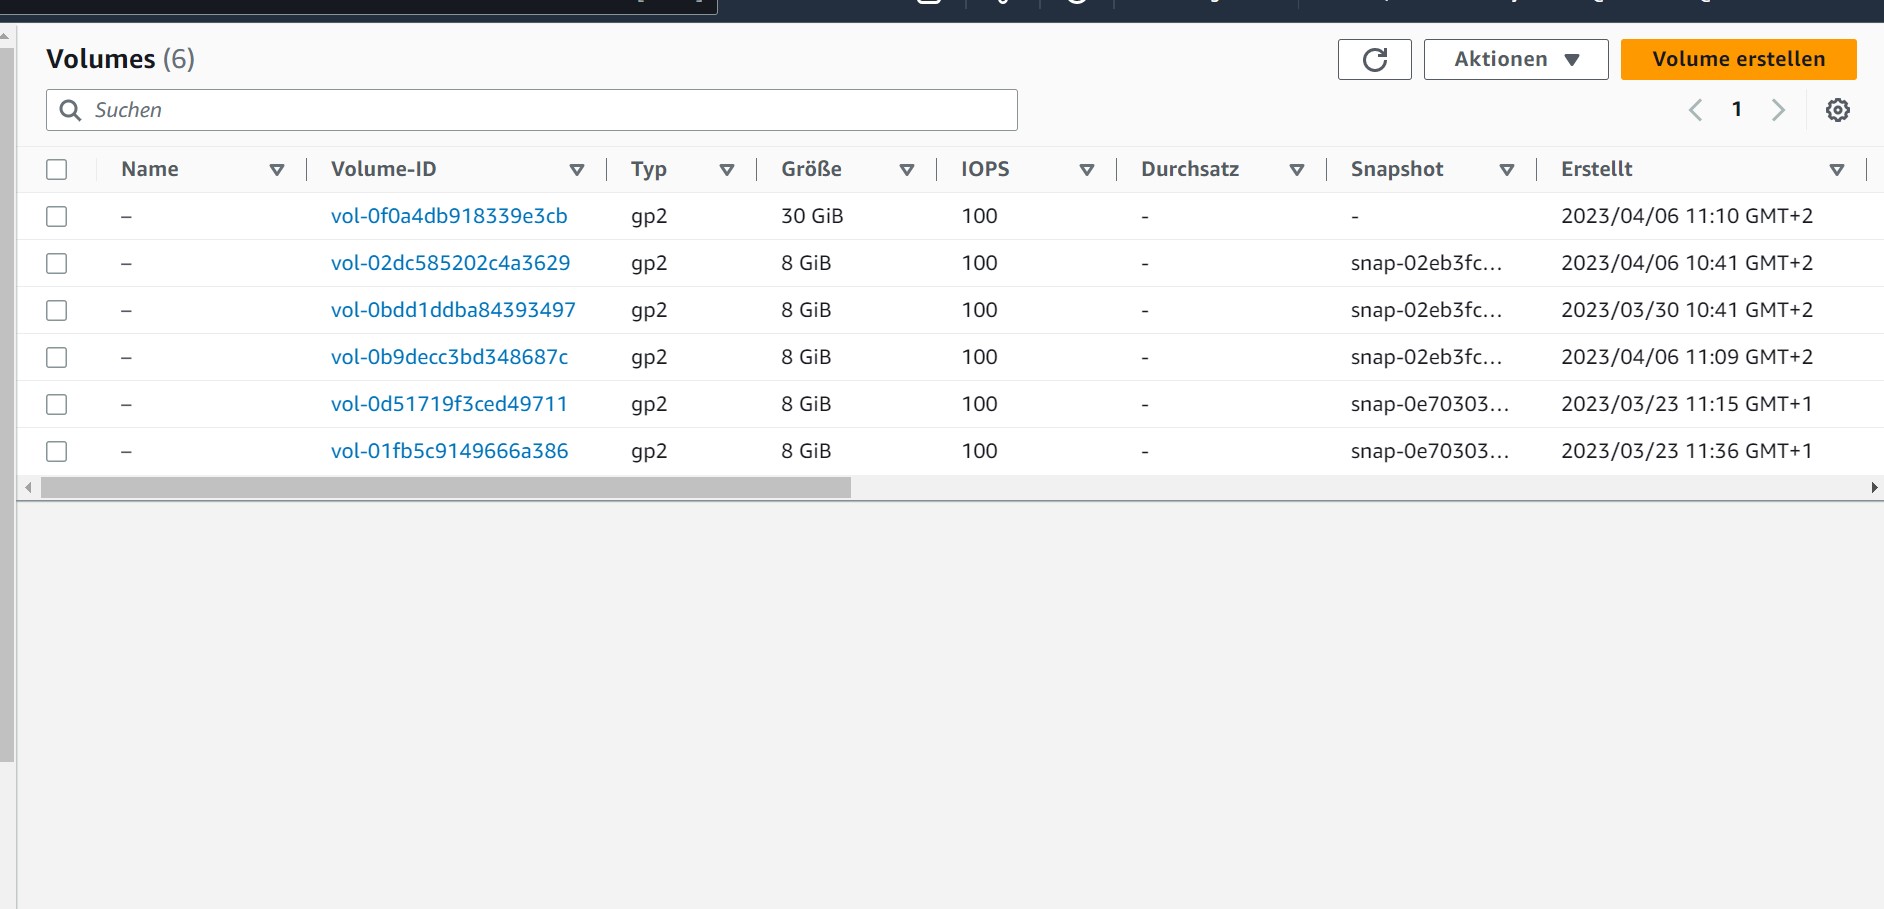 Volumes (6)
Aktionen
Volume erstellen
Suchen
1
Name Volume-ID Typ Größe IOPS Durchsatz Snapshot Erstellt
– vol-0f0a4db918339e3cb gp2 30 GiB 100 - - 2023/04/06 11:10 GMT+2
– vol-02dc585202c4a3629 gp2 8 GiB 100 - snap-02eb3fc... 2023/04/06 10:41 GMT+2
– vol-0bdd1ddba84393497 gp2 8 GiB 100 - snap-02eb3fc... 2023/03/30 10:41 GMT+2
– vol-0b9decc3bd348687c gp2 8 GiB 100 - snap-02eb3fc... 2023/04/06 11:09 GMT+2
– vol-0d51719f3ced49711 gp2 8 GiB 100 - snap-0e70303... 2023/03/23 11:15 GMT+1
– vol-01fb5c9149666a386 gp2 8 GiB 100 - snap-0e70303... 2023/03/23 11:36 GMT+1